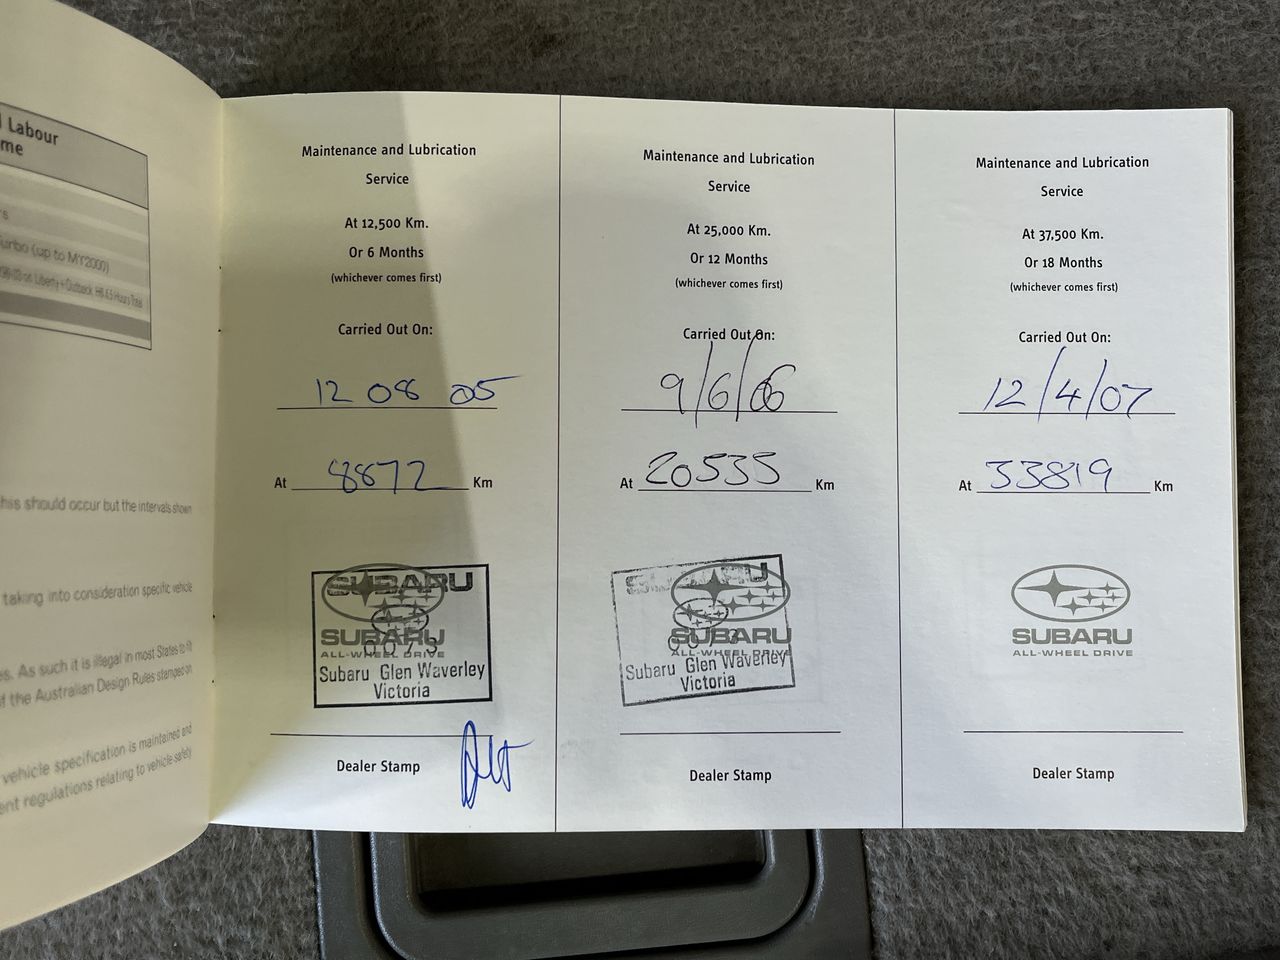 Labour
me
s
urbo (up to MY2000)
his should occur but the intervals shown
taking into consideration specific vehicle
es. As such it is illegal in most States to fit
f the Australian Design Rules stamped on
vehicle specification is maintained and
ent regulations relating to vehicle safety
Maintenance and Lubrication
Service
At 12,500 Km.
Or 6 Months
(whichever comes first)
Carried Out On:
12 08 05
At 8872 Km
SUBARU
SUBARU
ALL-WHEEL DRIVE
Subaru Glen Waverley
Victoria
Dealer Stamp
Maintenance and Lubrication
Service
At 25,000 Km.
Or 12 Months
(whichever comes first)
Carried Out On:
9/6/06
At 20535 Km
SUBARU
SUBARU
ALL-WHEEL DRIVE
Subaru Glen Waverley
Victoria
Dealer Stamp
Maintenance and Lubrication
Service
At 37,500 Km.
Or 18 Months
(whichever comes first)
Carried Out On:
12/4/07
At 33819 Km
SUBARU
ALL-WHEEL DRIVE
Dealer Stamp